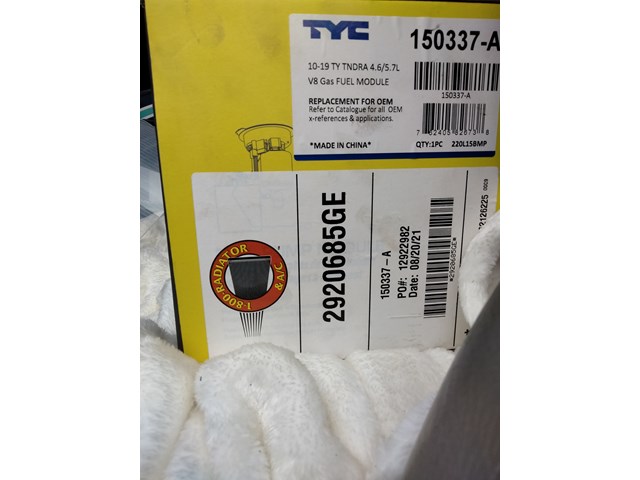 TYC
150337-A
10-19 TY TNDRA 4.6/5.7L
V8 Gas FUEL MODULE
150337-A
REPLACEMENT FOR OEM
Refer to Catalogue for all OEM
x-references & applications.
*MADE IN CHINA*
QTY:1PC 220L15BMP
1-800-RADIATOR & A/C
2920685GE
150337-A
PO#: 12922982
Date: 08/20/21
*2920685GE*
2126225